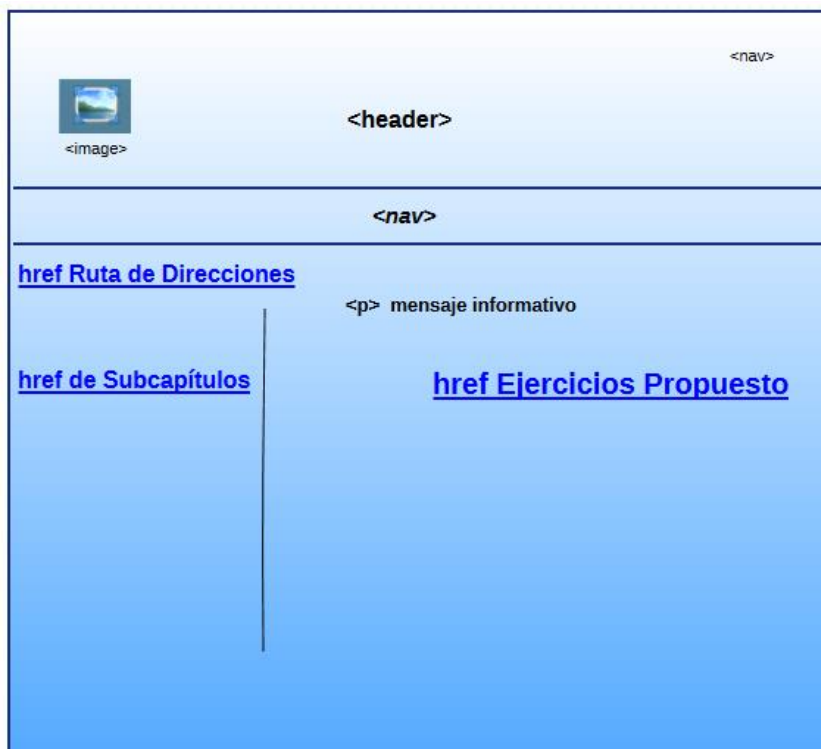 <nav>
<header>
<image>
<nav>
href Ruta de Direcciones
<p> mensaje informativo
href de Subcapítulos
href Ejercicios Propuesto